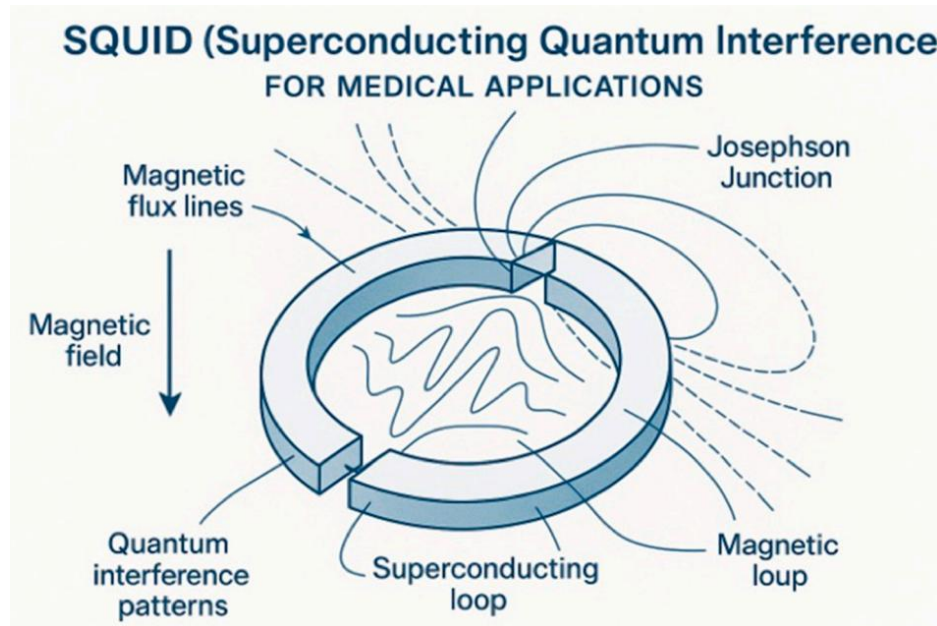 SQUID (Superconducting Quantum Interference
FOR MEDICAL APPLICATIONS
Josephson
Junction
Magnetic
flux lines
Magnetic
field
Quantum
interference
patterns
Superconducting
loop
Magnetic
loup